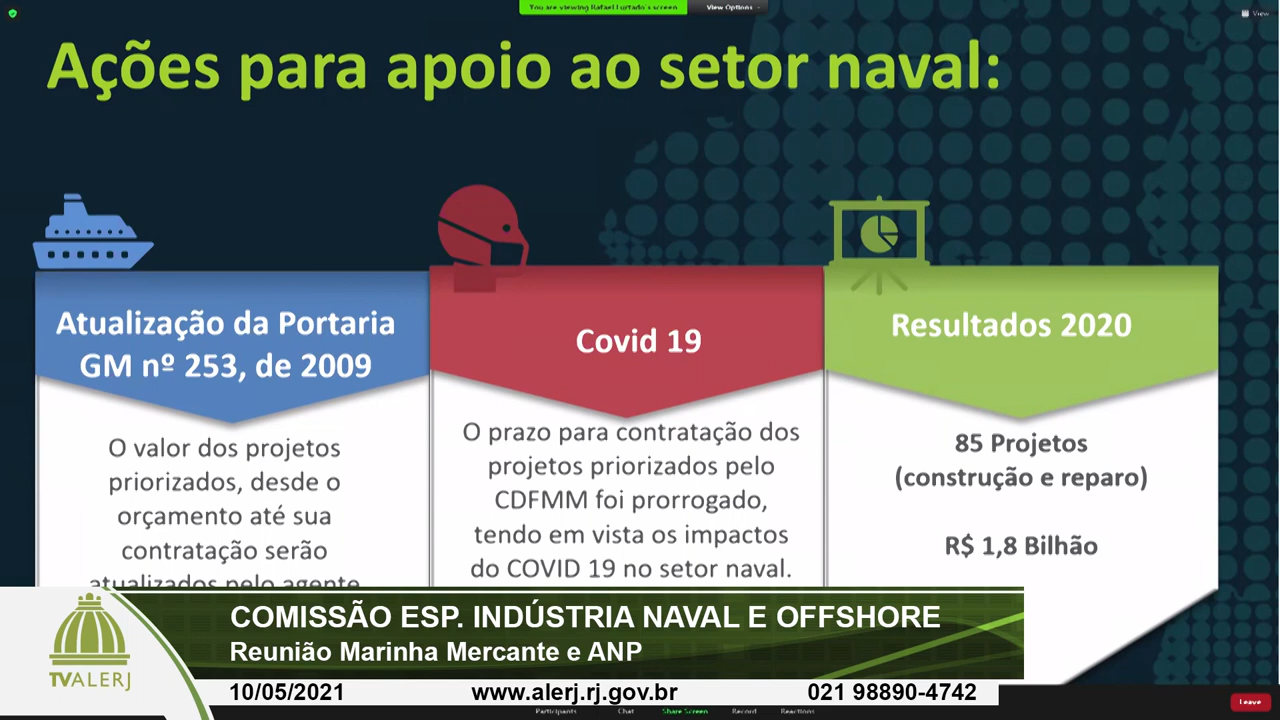 You are viewing Rafael Furtado's screen
View Options
View
Ações para apoio ao setor naval:
Atualização da Portaria
GM nº 253, de 2009
O valor dos projetos
priorizados, desde o
orçamento até sua
contratação serão
atualizados pelo agente
Covid 19
O prazo para contratação dos
projetos priorizados pelo
CDFMM foi prorrogado,
tendo em vista os impactos
do COVID 19 no setor naval.
Resultados 2020
85 Projetos
(construção e reparo)
R$ 1,8 Bilhão
COMISSÃO ESP. INDÚSTRIA NAVAL E OFFSHORE
Reunião Marinha Mercante e ANP
TVALERJ
10/05/2021 www.alerj.rj.gov.br 021 98890-4742
Participants Chat Share Screen Record Reactions
Leave